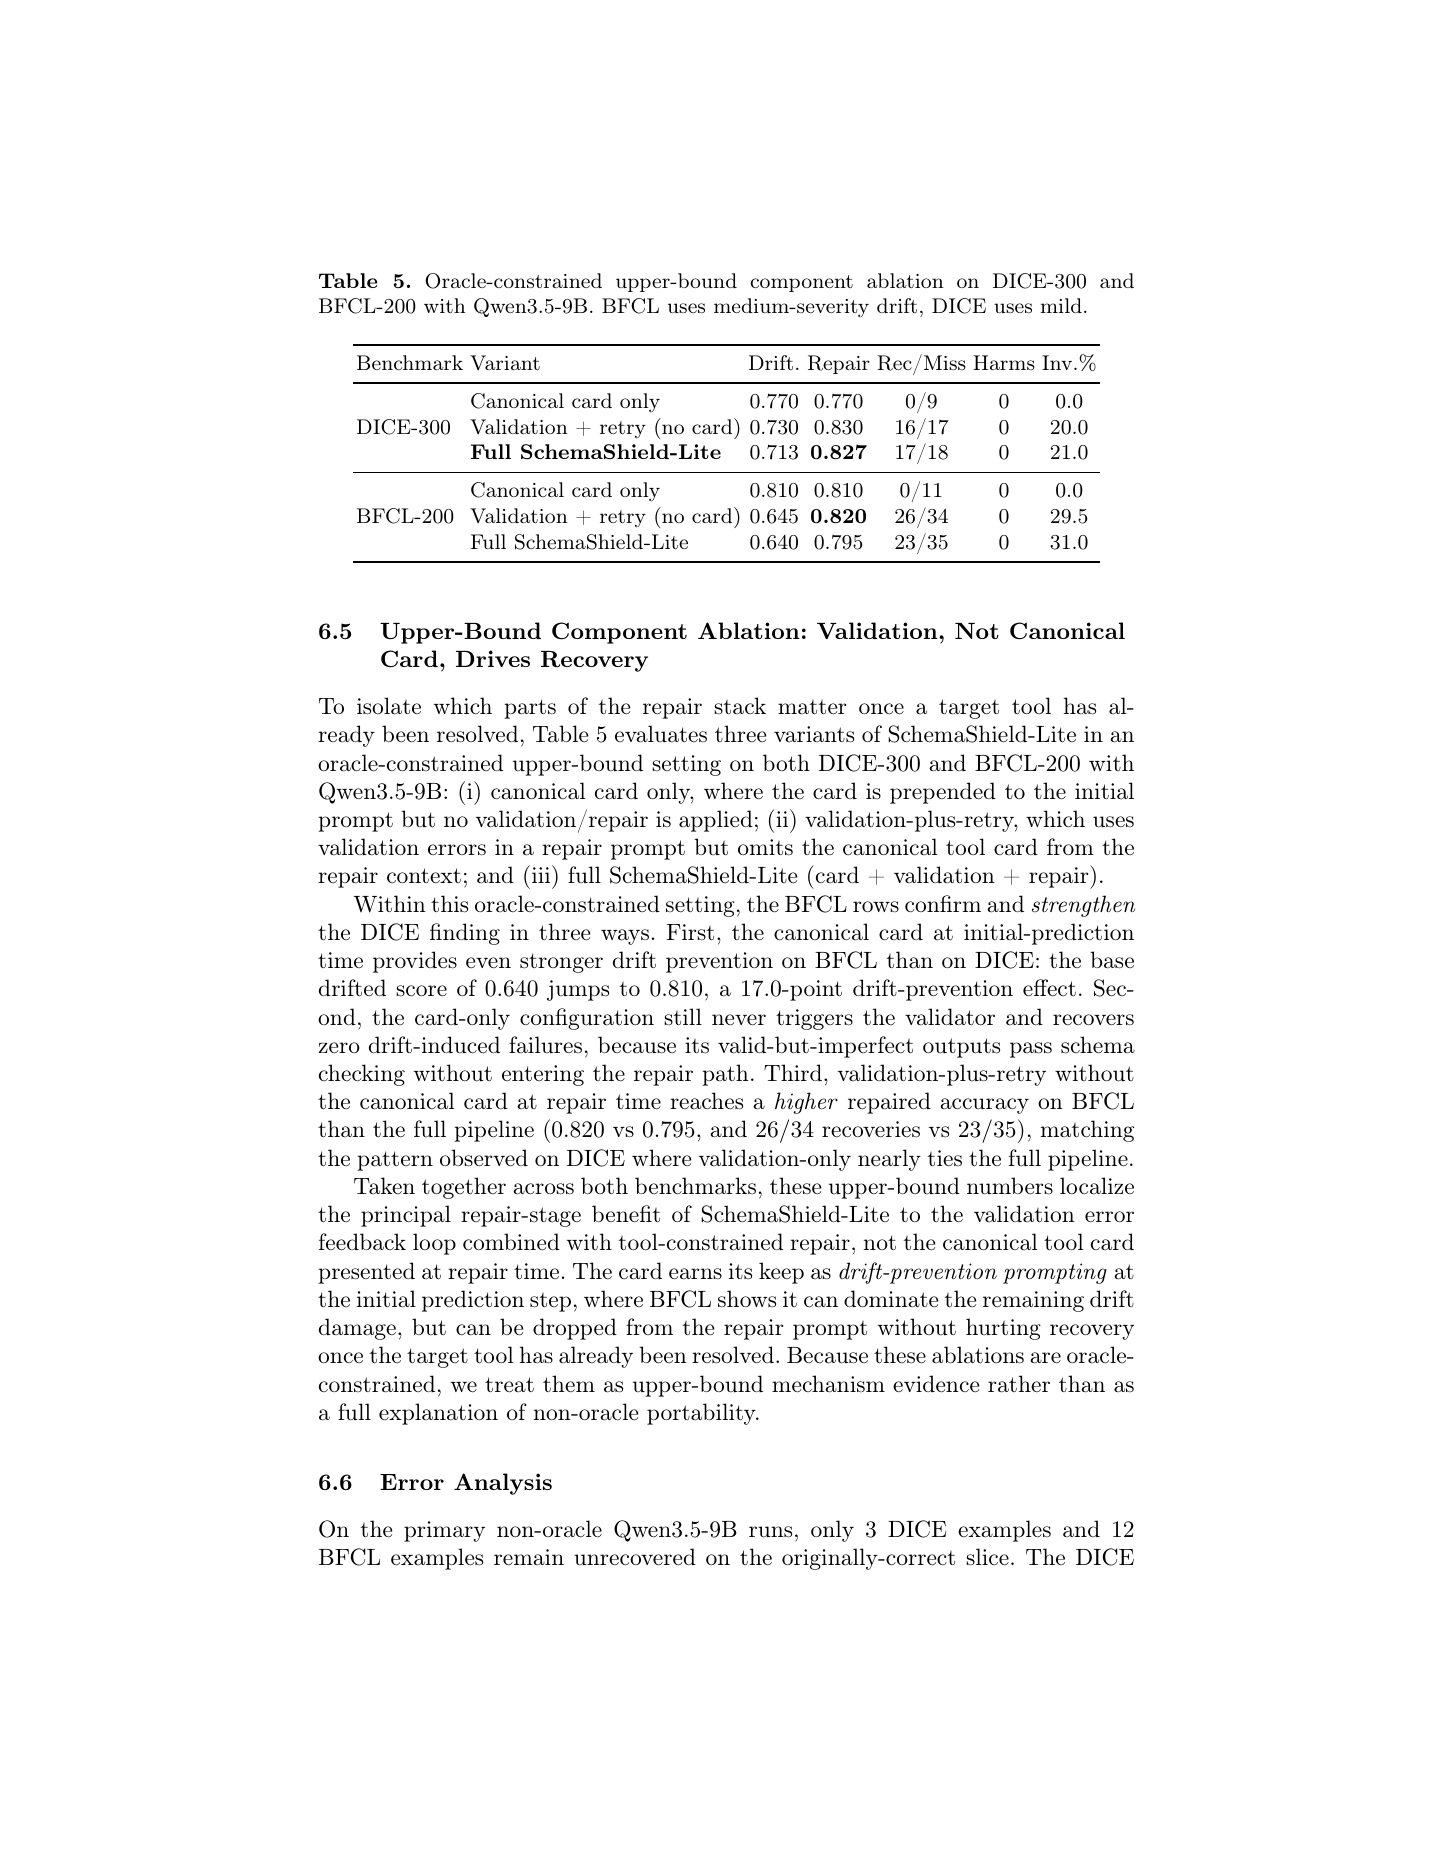 Table 5. Oracle-constrained upper-bound component ablation on DICE-300 and
BFCL-200 with Qwen3.5-9B. BFCL uses medium-severity drift, DICE uses mild.
Benchmark Variant Drift. Repair Rec/Miss Harms Inv.%
Canonical card only 0.770 0.770 0/9 0 0.0
DICE-300 Validation + retry (no card) 0.730 0.830 16/17 0 20.0
Full SchemaShield-Lite 0.713 0.827 17/18 0 21.0
Canonical card only 0.810 0.810 0/11 0 0.0
BFCL-200 Validation + retry (no card) 0.645 0.820 26/34 0 29.5
Full SchemaShield-Lite 0.640 0.795 23/35 0 31.0
6.5 Upper-Bound Component Ablation: Validation, Not Canonical
Card, Drives Recovery
To isolate which parts of the repair stack matter once a target tool has al-
ready been resolved, Table 5 evaluates three variants of SchemaShield-Lite in an
oracle-constrained upper-bound setting on both DICE-300 and BFCL-200 with
Qwen3.5-9B: (i) canonical card only, where the card is prepended to the initial
prompt but no validation/repair is applied; (ii) validation-plus-retry, which uses
validation errors in a repair prompt but omits the canonical tool card from the
repair context; and (iii) full SchemaShield-Lite (card + validation + repair).
Within this oracle-constrained setting, the BFCL rows confirm and strengthen
the DICE finding in three ways. First, the canonical card at initial-prediction
time provides even stronger drift prevention on BFCL than on DICE: the base
drifted score of 0.640 jumps to 0.810, a 17.0-point drift-prevention effect. Sec-
ond, the card-only configuration still never triggers the validator and recovers
zero drift-induced failures, because its valid-but-imperfect outputs pass schema
checking without entering the repair path. Third, validation-plus-retry without
the canonical card at repair time reaches a higher repaired accuracy on BFCL
than the full pipeline (0.820 vs 0.795, and 26/34 recoveries vs 23/35), matching
the pattern observed on DICE where validation-only nearly ties the full pipeline.
Taken together across both benchmarks, these upper-bound numbers localize
the principal repair-stage benefit of SchemaShield-Lite to the validation error
feedback loop combined with tool-constrained repair, not the canonical tool card
presented at repair time. The card earns its keep as drift-prevention prompting at
the initial prediction step, where BFCL shows it can dominate the remaining drift
damage, but can be dropped from the repair prompt without hurting recovery
once the target tool has already been resolved. Because these ablations are oracle-
constrained, we treat them as upper-bound mechanism evidence rather than as
a full explanation of non-oracle portability.
6.6 Error Analysis
On the primary non-oracle Qwen3.5-9B runs, only 3 DICE examples and 12
BFCL examples remain unrecovered on the originally-correct slice. The DICE